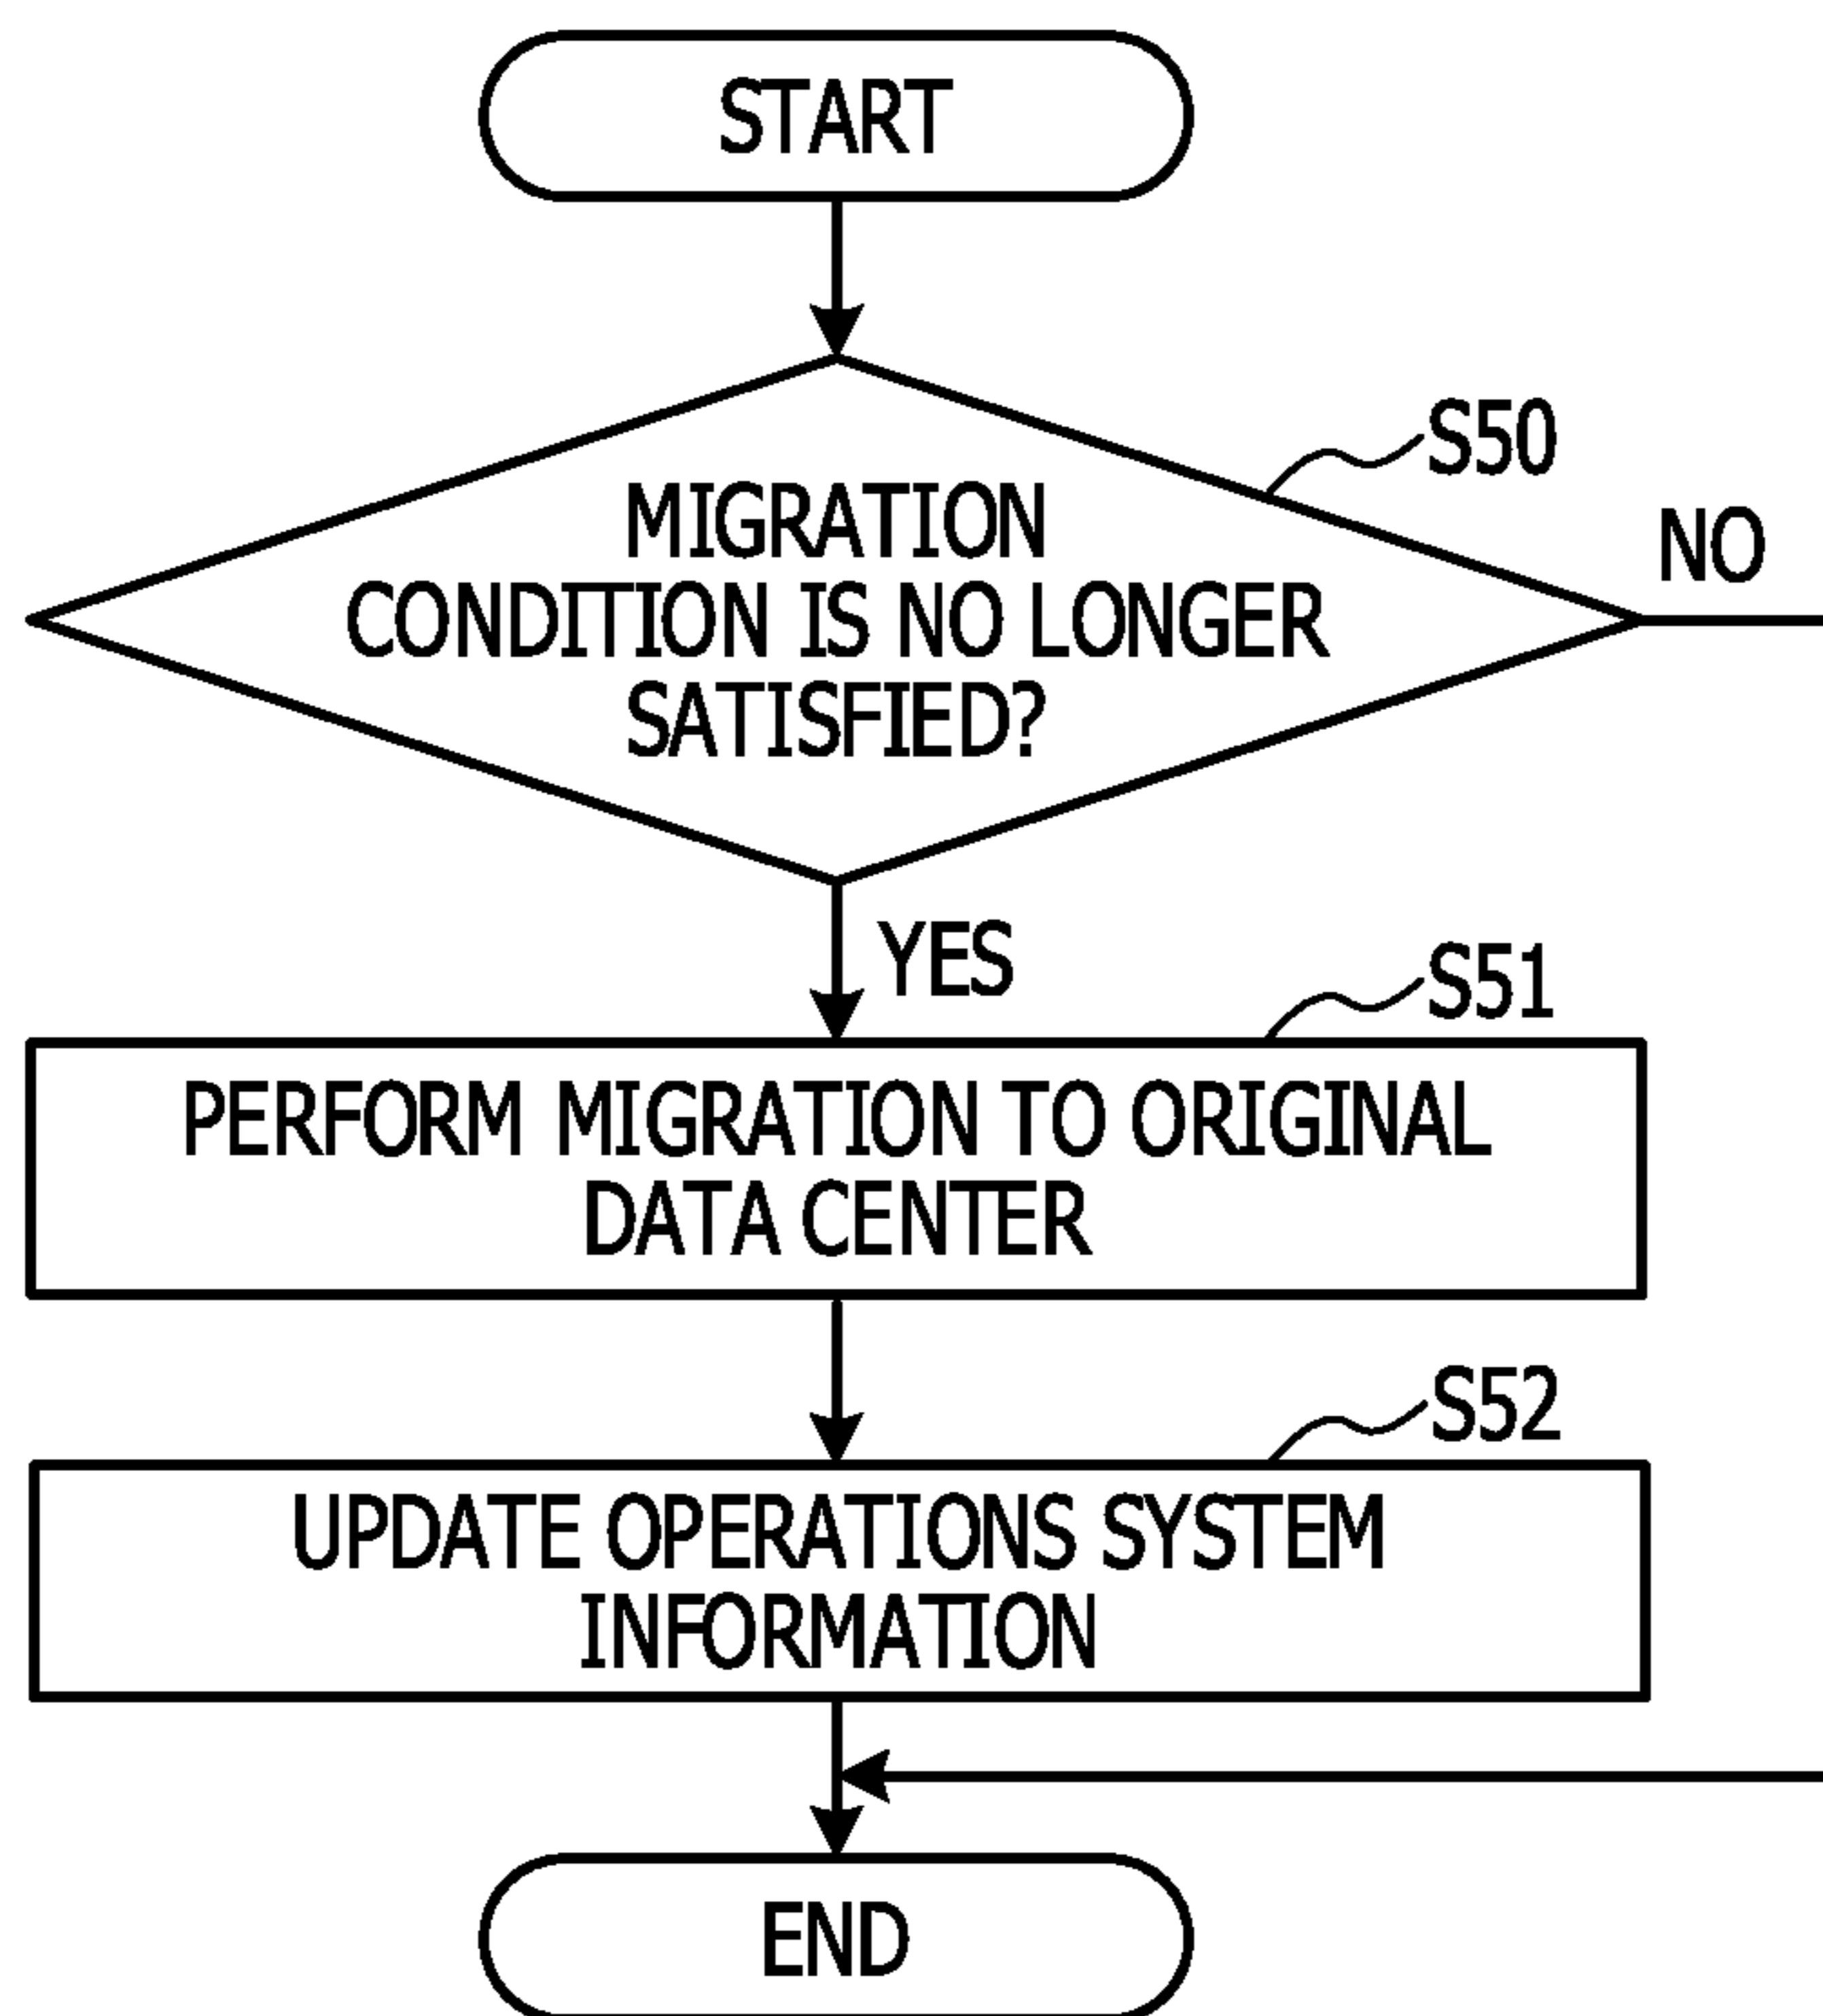 START
S50
MIGRATION
CONDITION IS NO LONGER
SATISFIED?
NO
YES
S51
PERFORM MIGRATION TO ORIGINAL
DATA CENTER
S52
UPDATE OPERATIONS SYSTEM
INFORMATION
END